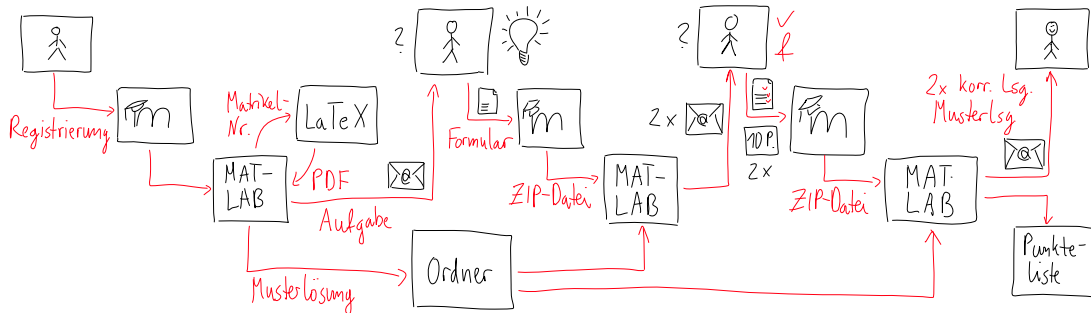 Registrierung
m
Matrikel-
Nr.
LaTeX
MAT-
LAB
PDF
@
Aufgabe
Musterlösung
Ordner
?
Formular
m
ZIP-Datei
MAT-
LAB
2x
@
?
10P.
2x
m
ZIP-Datei
MAT-
LAB
2x korr. Lsg.
Musterlsg
@
Punkte-
liste